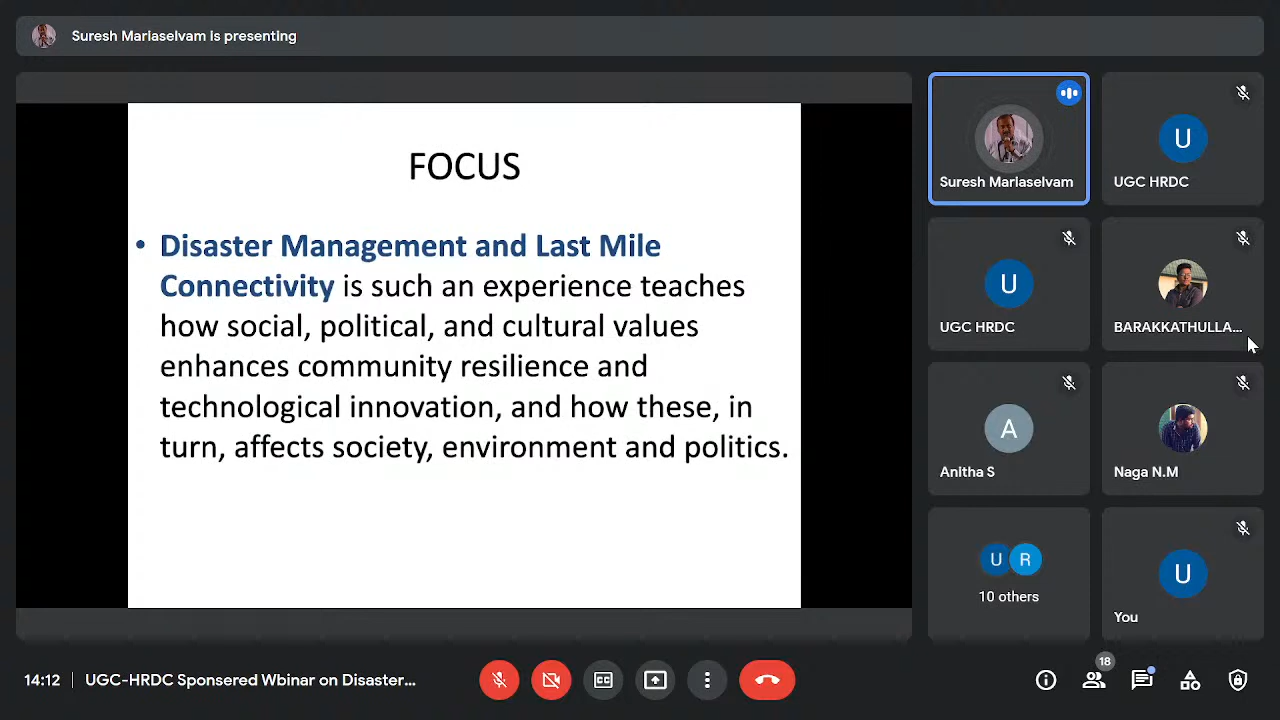 Suresh Mariaselvam is presenting
FOCUS
• Disaster Management and Last Mile
Connectivity is such an experience teaches
how social, political, and cultural values
enhances community resilience and
technological innovation, and how these, in
turn, affects society, environment and politics.
Suresh Mariaselvam
U
UGC HRDC
U
UGC HRDC
BARAKKATHULLA...
A
Anitha S
Naga N.M
U R
10 others
U
You
14:12 | UGC-HRDC Sponsered Wbinar on Disaster...
CC
18